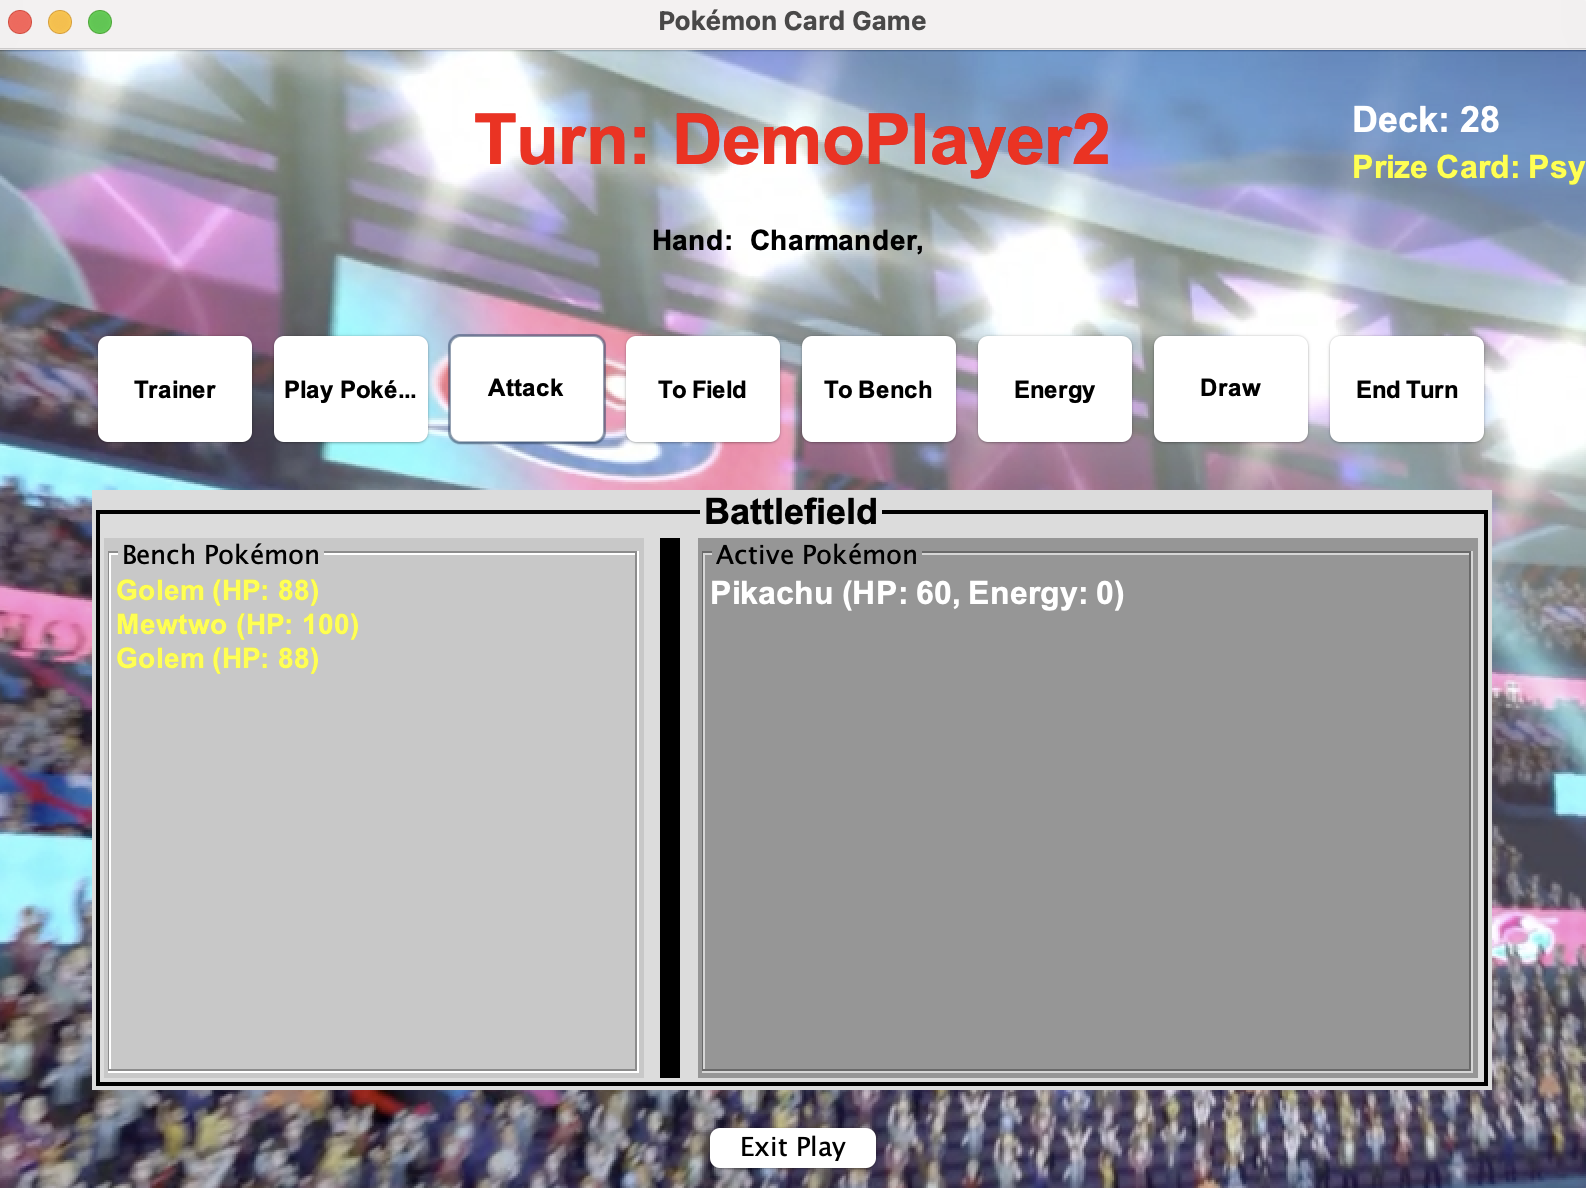 Pokémon Card Game
Turn: DemoPlayer2
Deck: 28
Prize Card: Psy
Hand: Charmander,
Trainer
Play Poké...
Attack
To Field
To Bench
Energy
Draw
End Turn
Battlefield
Bench Pokémon
Golem (HP: 88)
Mewtwo (HP: 100)
Golem (HP: 88)
Active Pokémon
Pikachu (HP: 60, Energy: 0)
Exit Play